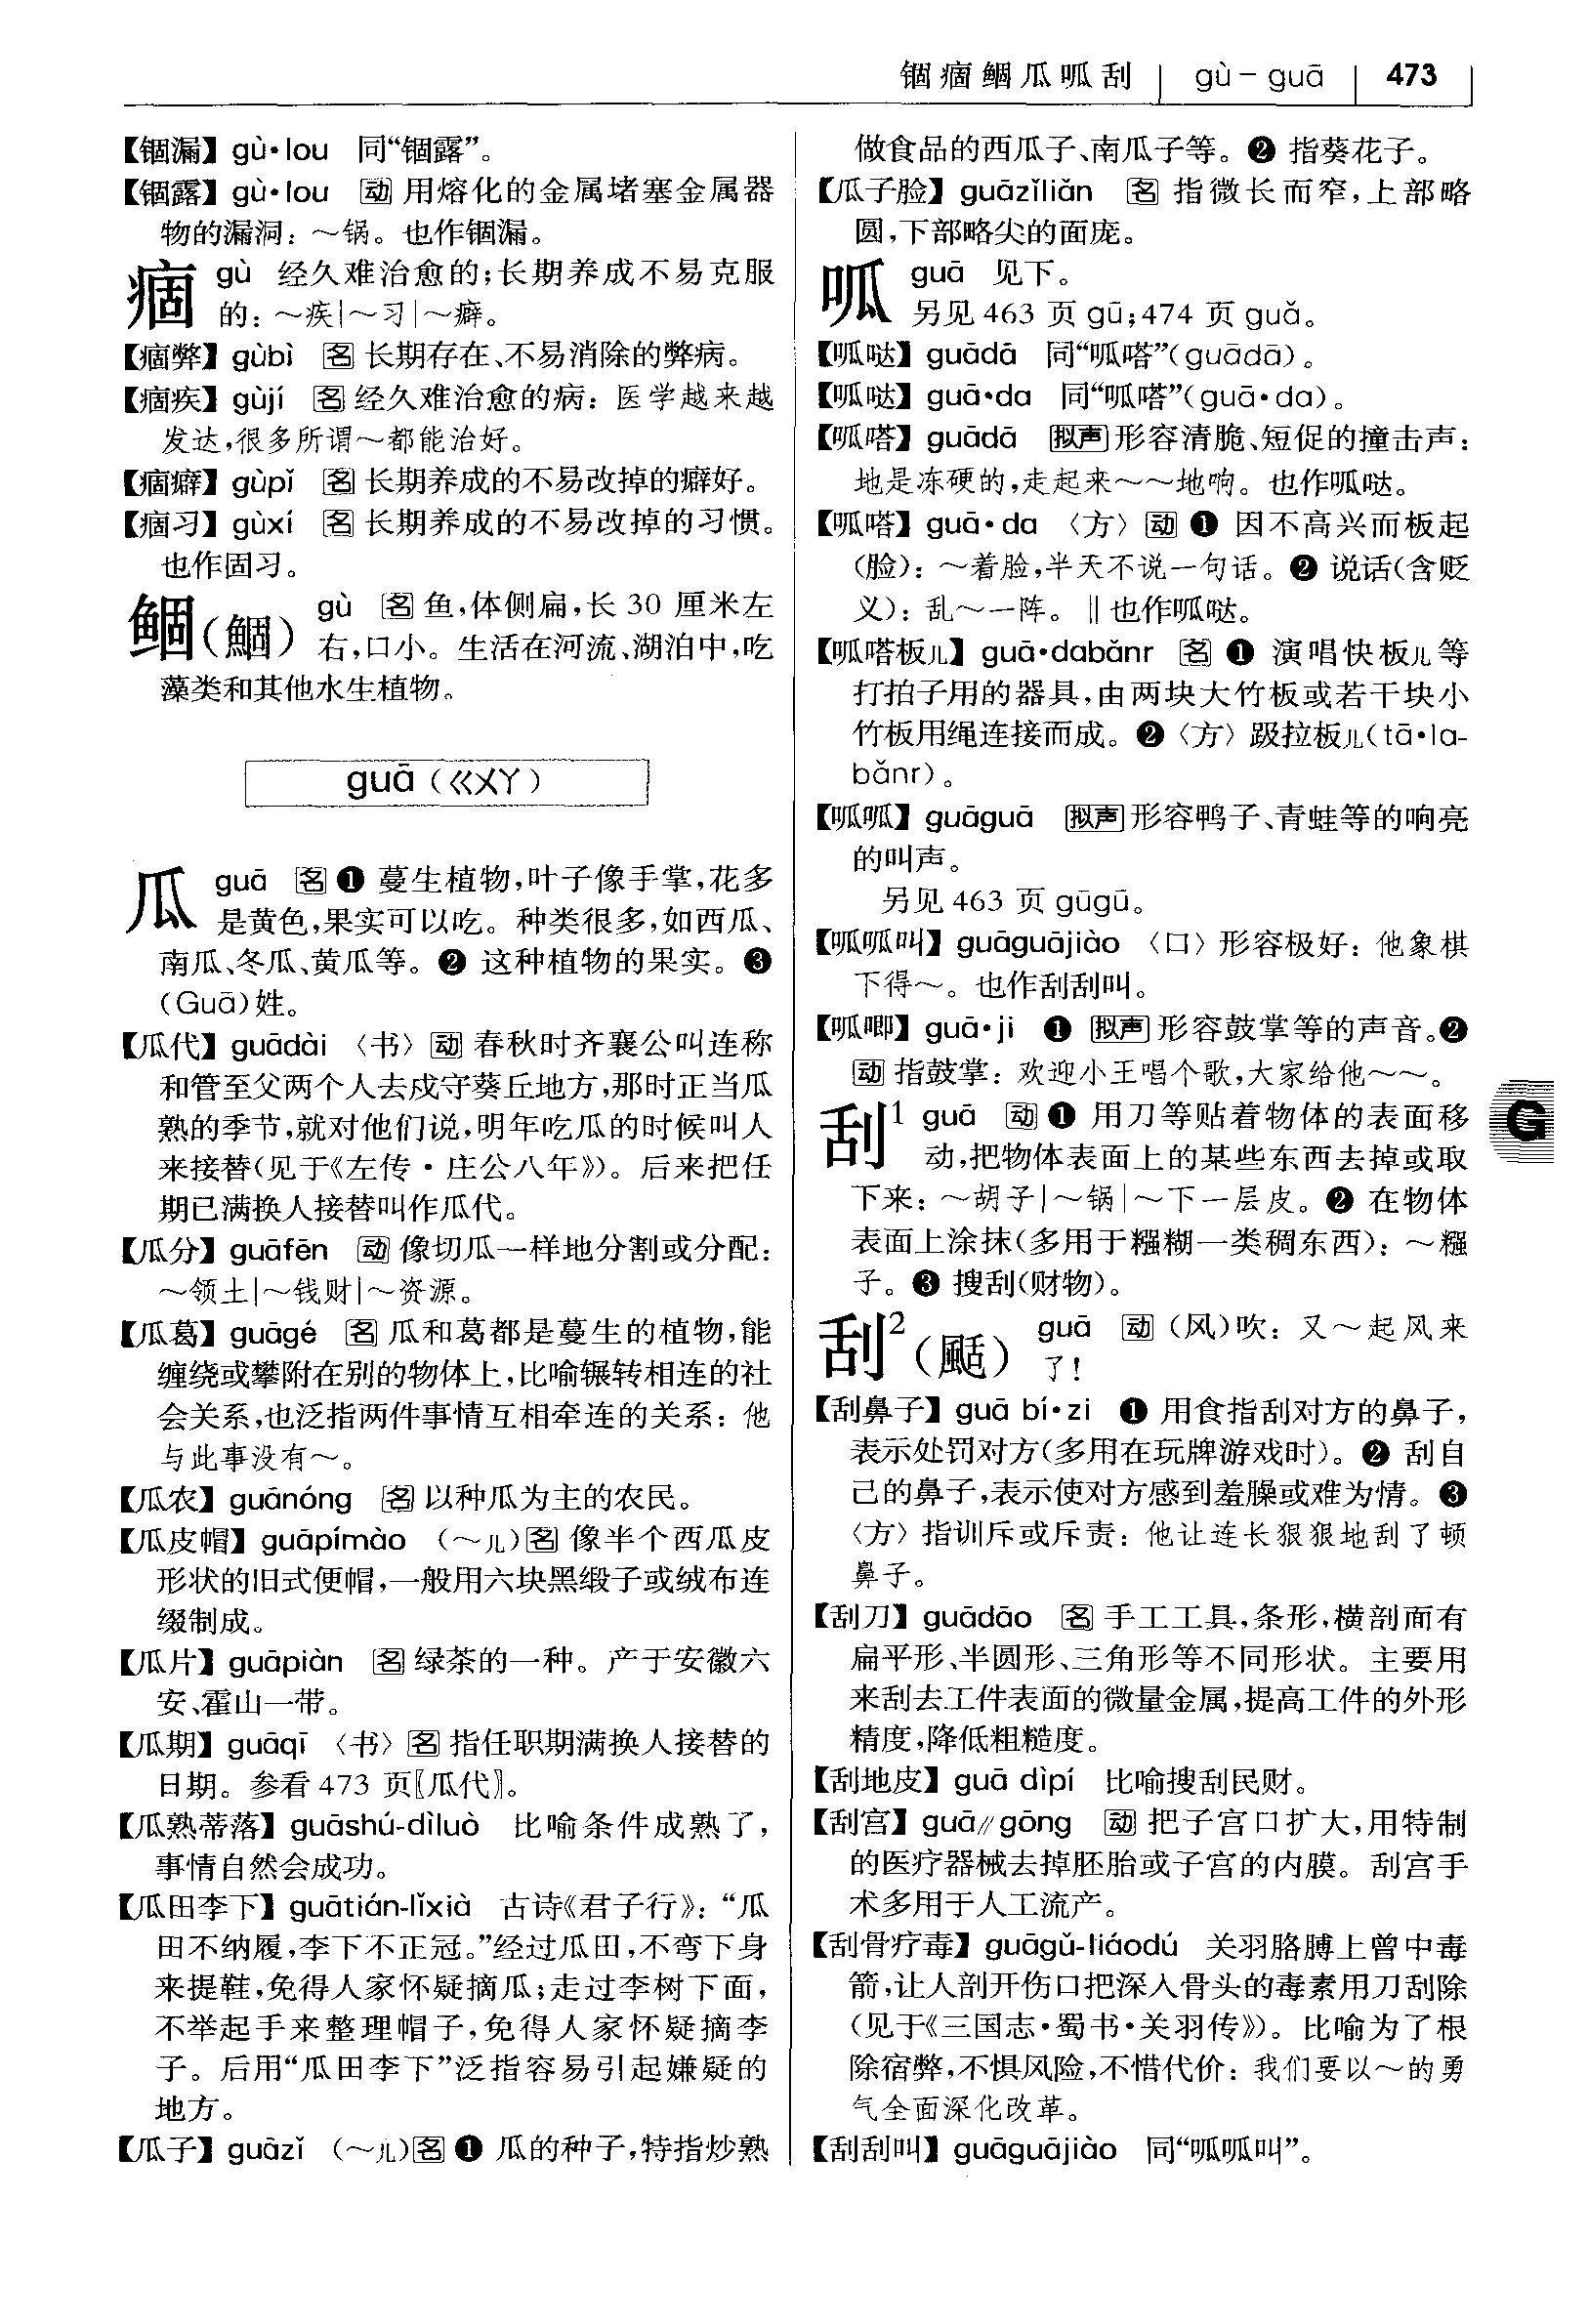 锢痼鲴瓜呱刮 gù－guā 473
【锢漏】gù·lou 同“锢露”。
【锢露】gù·lou 动 用熔化的金属堵塞金属器
物的漏洞：～锅。也作锢漏。
痼 gù 经久难治愈的；长期养成不易克服
的：～疾|～习|～癖。
【痼弊】gùbì 名 长期存在、不易消除的弊病。
【痼疾】gùjí 名 经久难治愈的病：医学越来越
发达，很多所谓～都能治好。
【痼癖】gùpǐ 名 长期养成的不易改掉的癖好。
【痼习】gùxí 名 长期养成的不易改掉的习惯。
也作固习。
鲴（鯝） gù 名 鱼，体侧扁，长 30 厘米左
右，口小。生活在河流、湖泊中，吃
藻类和其他水生植物。
guā（ㄍㄨㄚ）
瓜 guā 名 ❶ 蔓生植物，叶子像手掌，花多
是黄色，果实可以吃。种类很多，如西瓜、
南瓜、冬瓜、黄瓜等。❷ 这种植物的果实。❸
（Guā）姓。
【瓜代】guādài 〈书〉动 春秋时齐襄公叫连称
和管至父两个人去戍守葵丘地方，那时正当瓜
熟的季节，就对他们说，明年吃瓜的时候叫人
来接替（见于《左传·庄公八年》）。后来把任
期已满换人接替叫作瓜代。
【瓜分】guāfēn 动 像切瓜一样地分割或分配：
～领土|～钱财|～资源。
【瓜葛】guāgé 名 瓜和葛都是蔓生的植物，能
缠绕或攀附在别的物体上，比喻辗转相连的社
会关系，也泛指两件事情互相牵连的关系：他
与此事没有～。
【瓜农】guānóng 名 以种瓜为主的农民。
【瓜皮帽】guāpímào （～儿）名 像半个西瓜皮
形状的旧式便帽，一般用六块黑缎子或绒布连
缀制成。
【瓜片】guāpiàn 名 绿茶的一种。产于安徽六
安、霍山一带。
【瓜期】guāqī 〈书〉名 指任职期满换人接替的
日期。参看 473 页〖瓜代〗。
【瓜熟蒂落】guāshú-dìluò 比喻条件成熟了，
事情自然会成功。
【瓜田李下】guātián-lǐxià 古诗《君子行》：“瓜
田不纳履，李下不正冠。”经过瓜田，不弯下身
来提鞋，免得人家怀疑摘瓜；走过李树下面，
不举起手来整理帽子，免得人家怀疑摘李
子。后用“瓜田李下”泛指容易引起嫌疑的
地方。
【瓜子】guāzǐ （～儿）名 ❶ 瓜的种子，特指炒熟
做食品的西瓜子、南瓜子等。❷ 指葵花子。
【瓜子脸】guāzǐliǎn 名 指微长而窄，上部略
圆，下部略尖的面庞。
呱 guā 见下。
另见 463 页 gū；474 页 guǎ。
【呱哒】guādā 同“呱嗒”（guādā）。
【呱哒】guā·da 同“呱嗒”（guā·da）。
【呱嗒】guādā 拟声 形容清脆、短促的撞击声：
地是冻硬的，走起来～～地响。也作呱哒。
【呱嗒】guā·da 〈方〉动 ❶ 因不高兴而板起
（脸）：～着脸，半天不说一句话。❷ 说话（含贬
义）：乱～一阵。‖也作呱哒。
【呱嗒板儿】guā·dabǎnr 名 ❶ 演唱快板儿等
打拍子用的器具，由两块大竹板或若干块小
竹板用绳连接而成。❷〈方〉趿拉板儿（tā·la-
bǎnr）。
【呱呱】guāguā 拟声 形容鸭子、青蛙等的响亮
的叫声。
另见 463 页 gūgū。
【呱呱叫】guāguājiào 〈口〉形容极好：他象棋
下得～。也作刮刮叫。
【呱唧】guā·ji ❶ 拟声 形容鼓掌等的声音。❷
动 指鼓掌：欢迎小王唱个歌，大家给他～～。
刮¹ guā 动 ❶ 用刀等贴着物体的表面移
动，把物体表面上的某些东西去掉或取
下来：～胡子|～锅|～下一层皮。❷ 在物体
表面上涂抹（多用于糨糊一类稠东西）：～糨
子。❸ 搜刮（财物）。
G
刮²（颳） guā 动（风）吹：又～起风来
了！
【刮鼻子】guā bí·zi ❶ 用食指刮对方的鼻子，
表示处罚对方（多用在玩牌游戏时）。❷ 刮自
己的鼻子，表示使对方感到羞臊或难为情。❸
〈方〉指训斥或斥责：他让连长狠狠地刮了顿
鼻子。
【刮刀】guādāo 名 手工工具，条形，横剖面有
扁平形、半圆形、三角形等不同形状。主要用
来刮去工件表面的微量金属，提高工件的外形
精度，降低粗糙度。
【刮地皮】guā dìpí 比喻搜刮民财。
【刮宫】guā∥gōng 动 把子宫口扩大，用特制
的医疗器械去掉胚胎或子宫的内膜。刮宫手
术多用于人工流产。
【刮骨疗毒】guāgǔ-liáodú 关羽胳膊上曾中毒
箭，让人剖开伤口把深入骨头的毒素用刀刮除
（见于《三国志·蜀书·关羽传》）。比喻为了根
除宿弊，不惧风险，不惜代价：我们要以～的勇
气全面深化改革。
【刮刮叫】guāguājiào 同“呱呱叫”。